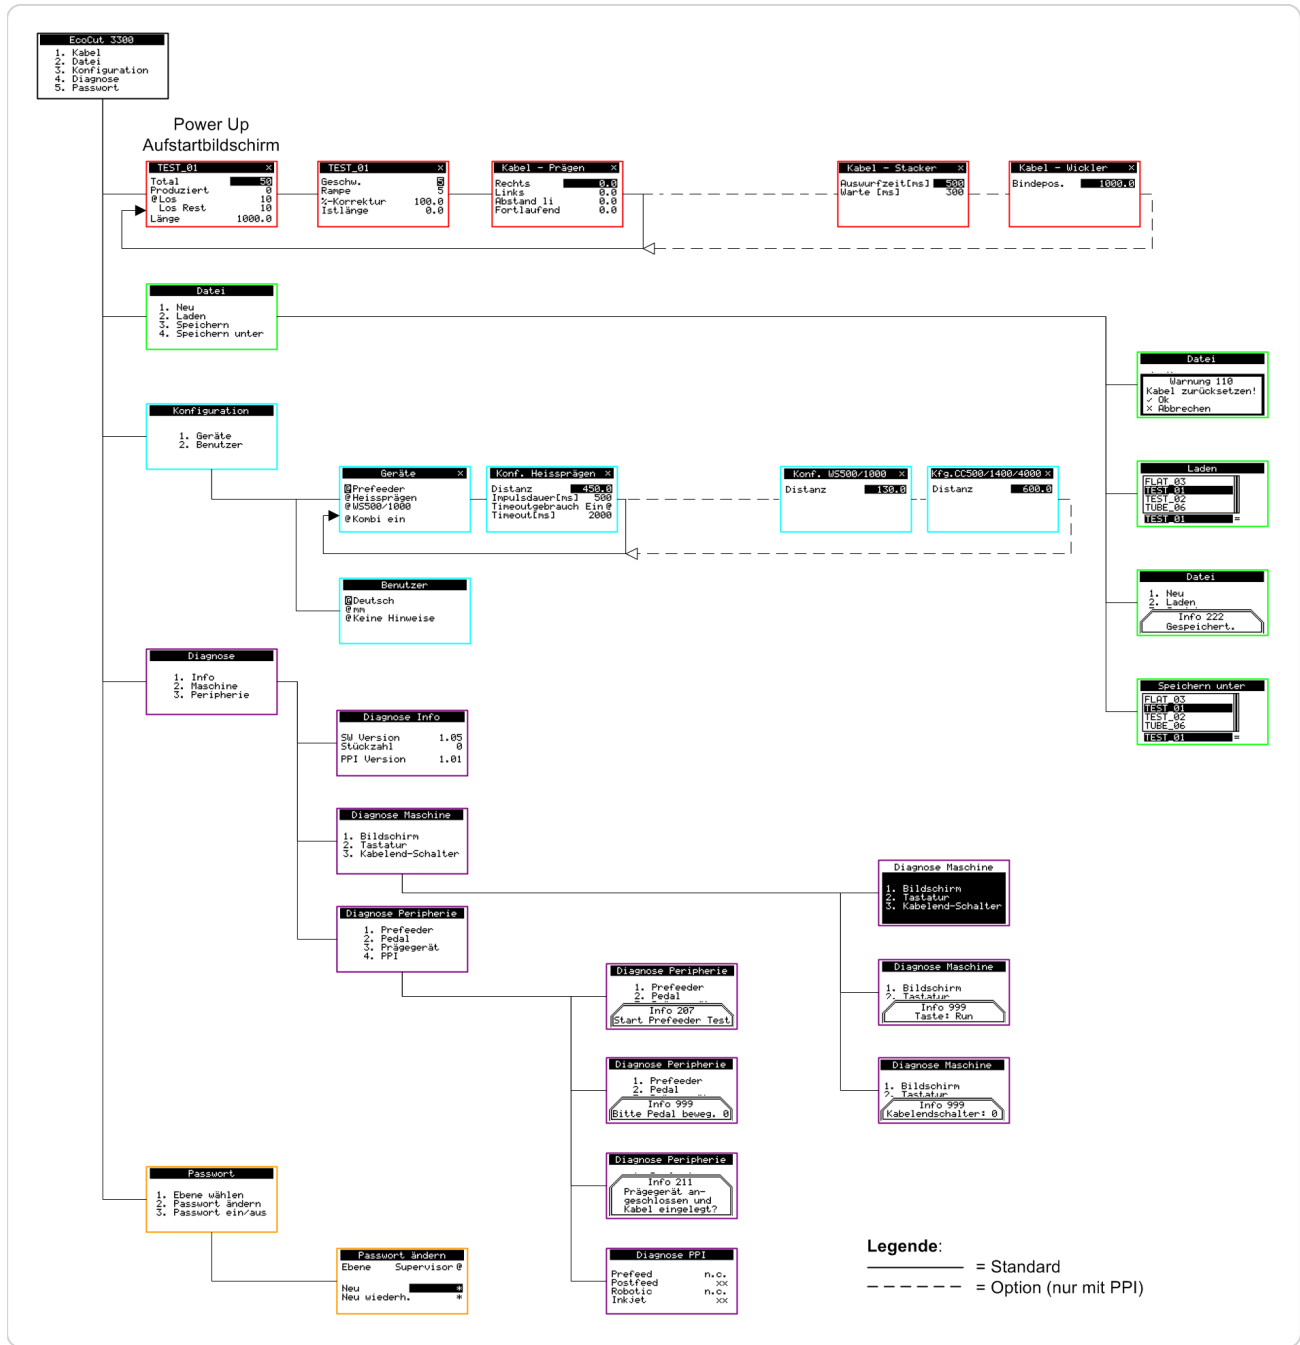 EcoCut 3300
1. Kabel
2. Datei
3. Konfiguration
4. Diagnose
5. Passwort
Power Up
Aufstartbildschirm
TEST_01 X
Total 50
Produziert 0
@Los 10
Los Rest 10
Länge 1000.0
TEST_01 X
Geschw. 5
Rampe 5
%-Korrektur 100.0
Istlänge 0.0
Kabel - Prägen X
Rechts 0.0
Links 0.0
Abstand li 0.0
Fortlaufend 0.0
Kabel - Stacker X
Auswurfzeit[ms] 500
Warte [ms] 300
Kabel - Wickler X
Bindepos. 1000.0
Datei
1. Neu
2. Laden
3. Speichern
4. Speichern unter
Datei
Warnung 110
Kabel zurücksetzen!
✓ Ok
X Abbrechen
Konfiguration
1. Geräte
2. Benutzer
Geräte X
@Prefeeder
@Heissprägen
@WS500/1000
@Kombi ein
Konf. Heissprägen X
Distanz 450.0
Impulsdauer[ms] 500
Timeoutgebrauch Ein@
Timeout[ms] 2000
Konf. WS500/1000 X
Distanz 130.0
Kfg.CC500/1400/4000 X
Distanz 600.0
Laden
FLAT_03
TEST_01
TEST_02
TUBE_06
TEST_01 =
Benutzer
@Deutsch
@mm
@Keine Hinweise
Datei
1. Neu
2. Laden
Info 222
Gespeichert.
Diagnose
1. Info
2. Maschine
3. Peripherie
Speichern unter
FLAT_03
TEST_01
TEST_02
TUBE_06
TEST_01 =
Diagnose Info
SW Version 1.05
Stückzahl 0
PPI Version 1.01
Diagnose Maschine
1. Bildschirm
2. Tastatur
3. Kabelend-Schalter
Diagnose Maschine
1. Bildschirm
2. Tastatur
3. Kabelend-Schalter
Diagnose Peripherie
1. Prefeeder
2. Pedal
3. Prägegerät
4. PPI
Diagnose Peripherie
1. Prefeeder
2. Pedal
Info 207
Start Prefeeder Test
Diagnose Maschine
1. Bildschirm
2. Tastatur
Info 999
Taste: Run
Diagnose Peripherie
1. Prefeeder
2. Pedal
Info 999
Bitte Pedal beweg. 0
Diagnose Maschine
1. Bildschirm
2. Tastatur
Info 999
Kabelendschalter: 0
Diagnose Peripherie
Info 211
Prägegerät an-
geschlossen und
Kabel eingelegt?
Passwort
1. Ebene wählen
2. Passwort ändern
3. Passwort ein/aus
Passwort ändern
Ebene Supervisor@
Neu *
Neu wiederh. *
Diagnose PPI
Prefeed n.c.
Postfeed xx
Robotic n.c.
Inkjet xx
Legende:
= Standard
= Option (nur mit PPI)